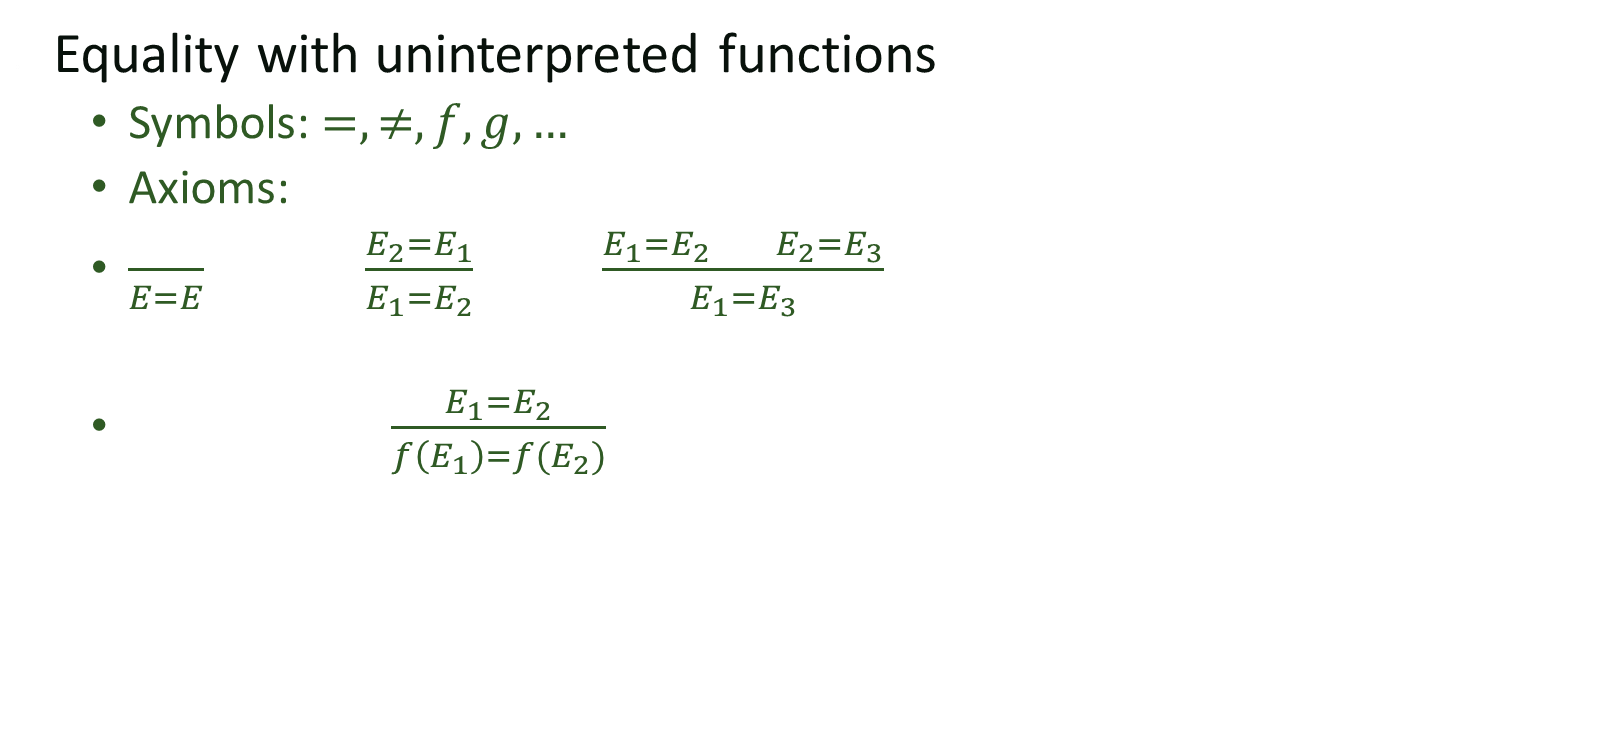 Equality with uninterpreted functions
• Symbols: =, ≠, f, g, …
• Axioms:
E₂=E₁ E₁=E₂ E₂=E₃
• E=E E₁=E₂ E₁=E₃
E₁=E₂
• f(E₁)=f(E₂)